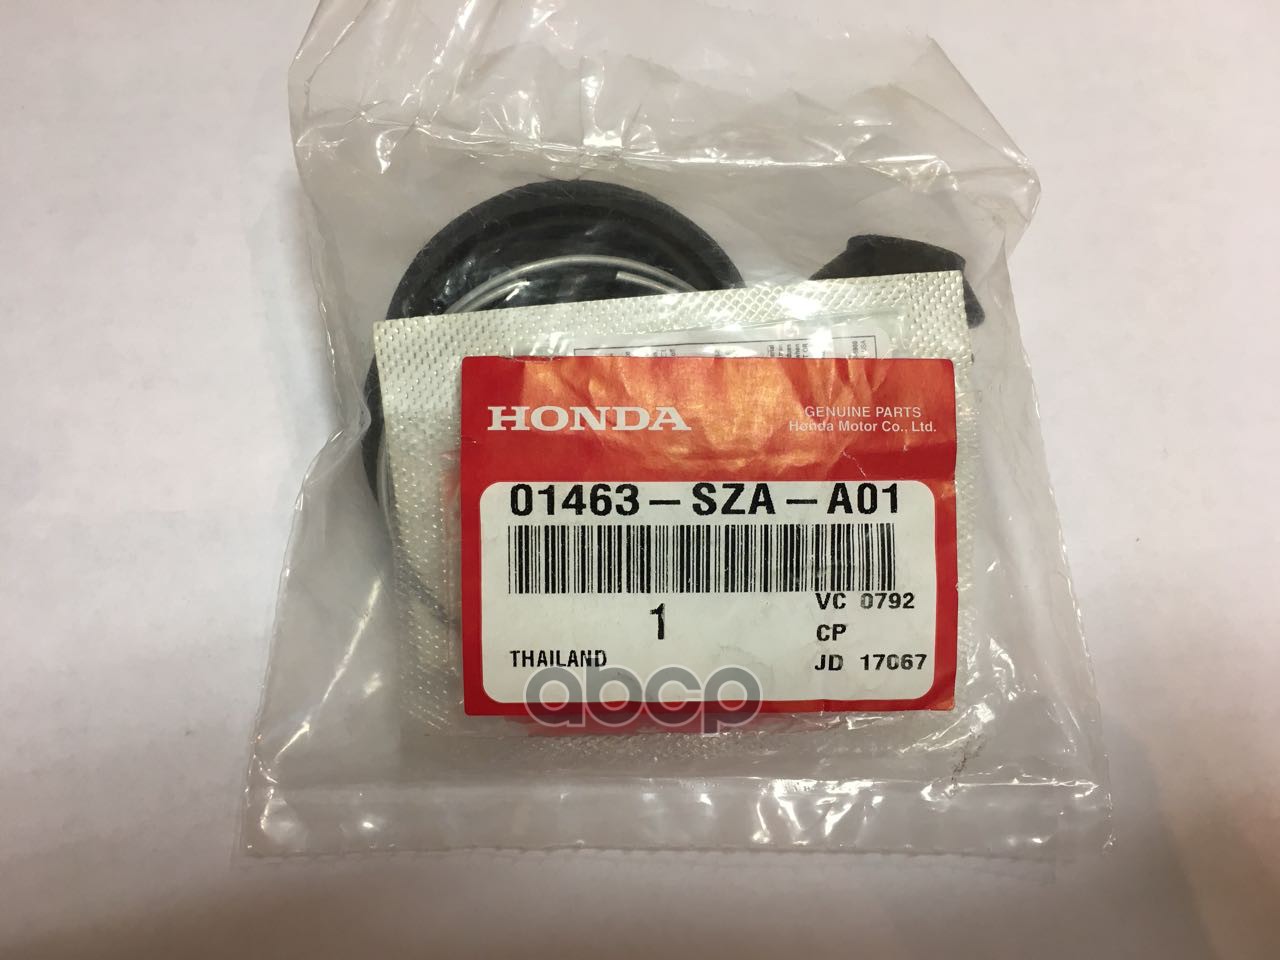 HONDA
GENUINE PARTS
Honda Motor Co., Ltd.
01463-SZA-A01
1
VC 0792
CP
THAILAND
JD 17067
abcp